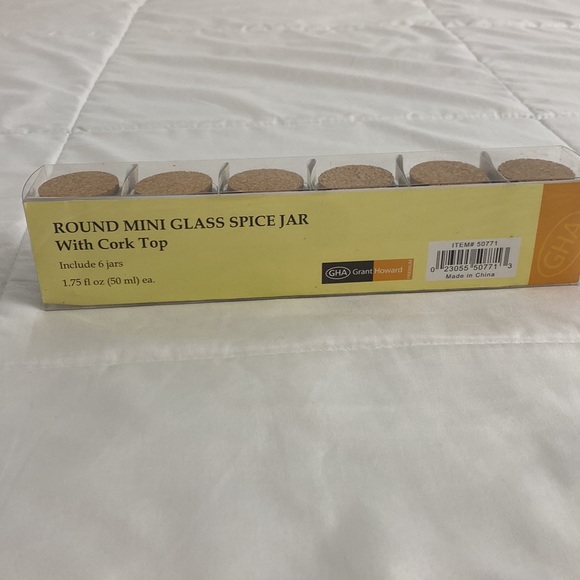 ROUND MINI GLASS SPICE JAR
With Cork Top
Include 6 jars
1.75 fl oz (50 ml) ea.
GHA Grant Howard
ITEM# 50771
0 23055 50771 3
Made in China
GHA